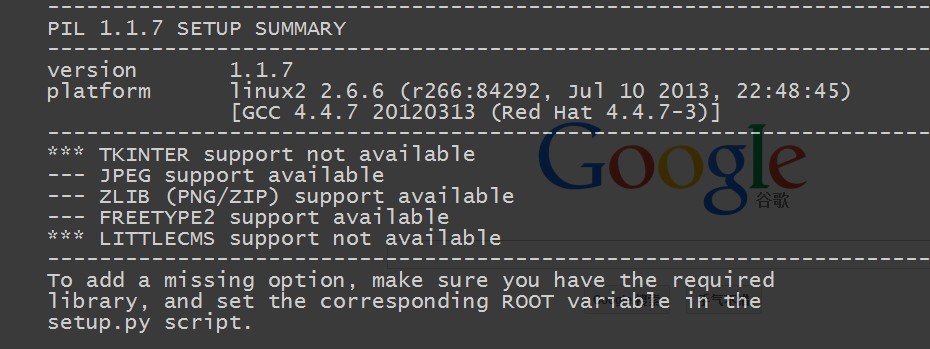 --------------------------------------------------------------------
PIL 1.1.7 SETUP SUMMARY
--------------------------------------------------------------------
version       1.1.7
platform      linux2 2.6.6 (r266:84292, Jul 10 2013, 22:48:45)
              [GCC 4.4.7 20120313 (Red Hat 4.4.7-3)]
--------------------------------------------------------------------
*** TKINTER support not available
--- JPEG support available
--- ZLIB (PNG/ZIP) support available
--- FREETYPE2 support available
*** LITTLECMS support not available
--------------------------------------------------------------------
To add a missing option, make sure you have the required
library, and set the corresponding ROOT variable in the
setup.py script.
Google
谷歌